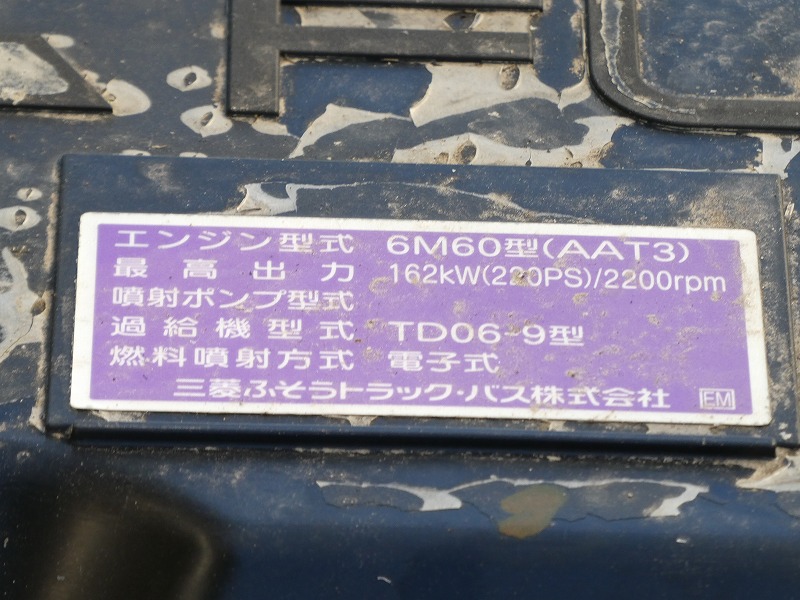 エンジン型式 6M60型(AAT3)
最高出力 162kW(220PS)/2200rpm
噴射ポンプ型式
過給機型式 TD06-9型
燃料噴射方式 電子式
三菱ふそうトラック・バス株式会社 EM